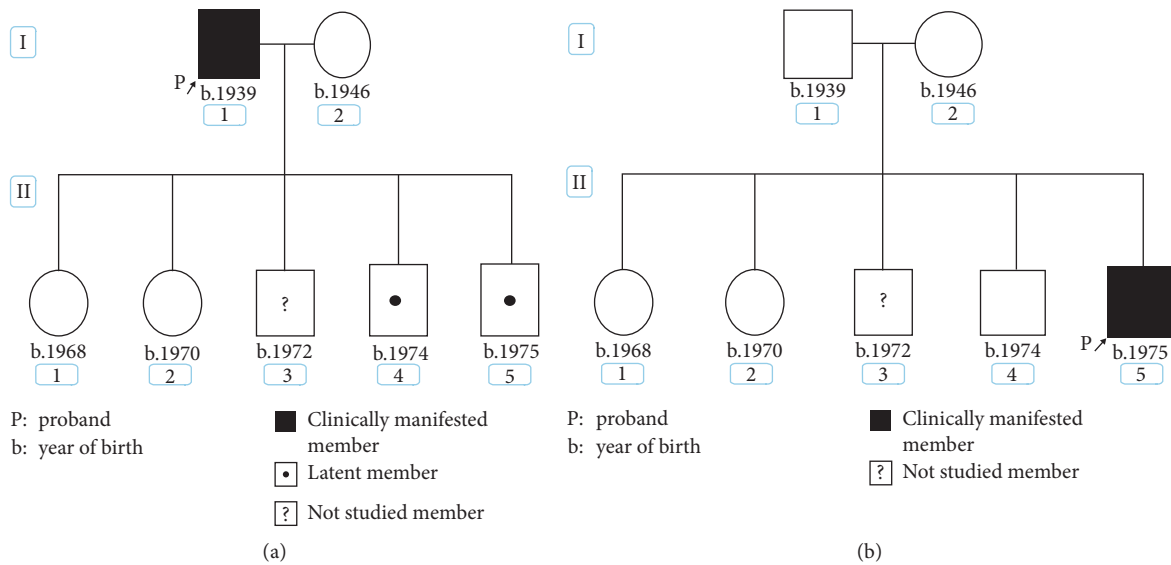 I
P
b.1939
1
b.1946
2
II
?
b.1968
1
b.1970
2
b.1972
3
b.1974
4
b.1975
5
P: proband
b: year of birth
Clinically manifested
member
Latent member
? Not studied member
(a)
I
b.1939
1
b.1946
2
II
?
P
b.1968
1
b.1970
2
b.1972
3
b.1974
4
b.1975
5
P: proband
b: year of birth
Clinically manifested
member
? Not studied member
(b)